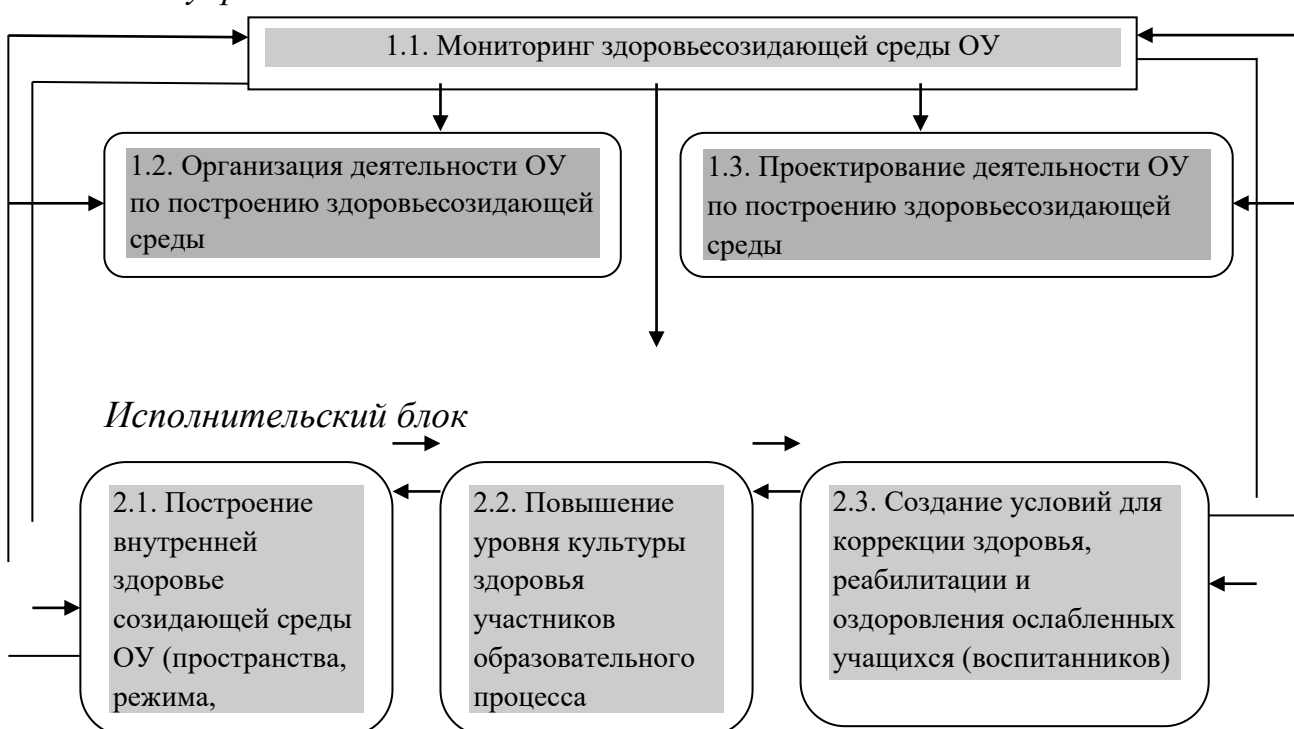 1.1. Мониторинг здоровьесозидающей среды ОУ
1.2. Организация деятельности ОУ
по построению здоровьесозидающей
среды
1.3. Проектирование деятельности ОУ
по построению здоровьесозидающей
среды
Исполнительский блок
2.1. Построение
внутренней
здоровье
созидающей среды
ОУ (пространства,
режима,
2.2. Повышение
уровня культуры
здоровья
участников
образовательного
процесса
2.3. Создание условий для
коррекции здоровья,
реабилитации и
оздоровления ослабленных
учащихся (воспитанников)